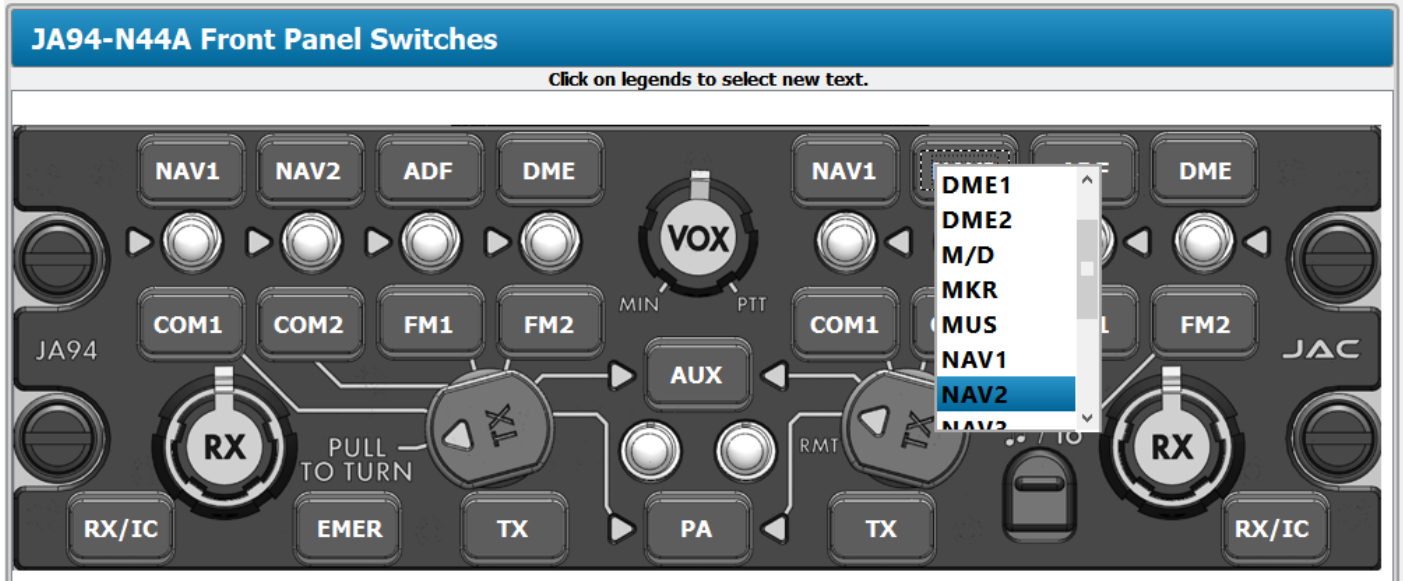 JA94-N44A Front Panel Switches
Click on legends to select new text.
NAV1 NAV2 ADF DME NAV1 DME
DME1
DME2
M/D
MKR
MUS
NAV1
NAV2
NAV3
VOX
MIN PTT
COM1 COM2 FM1 FM2 COM1 FM2
JA94
JAC
AUX
RX TX TX RX
PULL
TO TURN
RMT
RX/IC EMER TX PA TX RX/IC